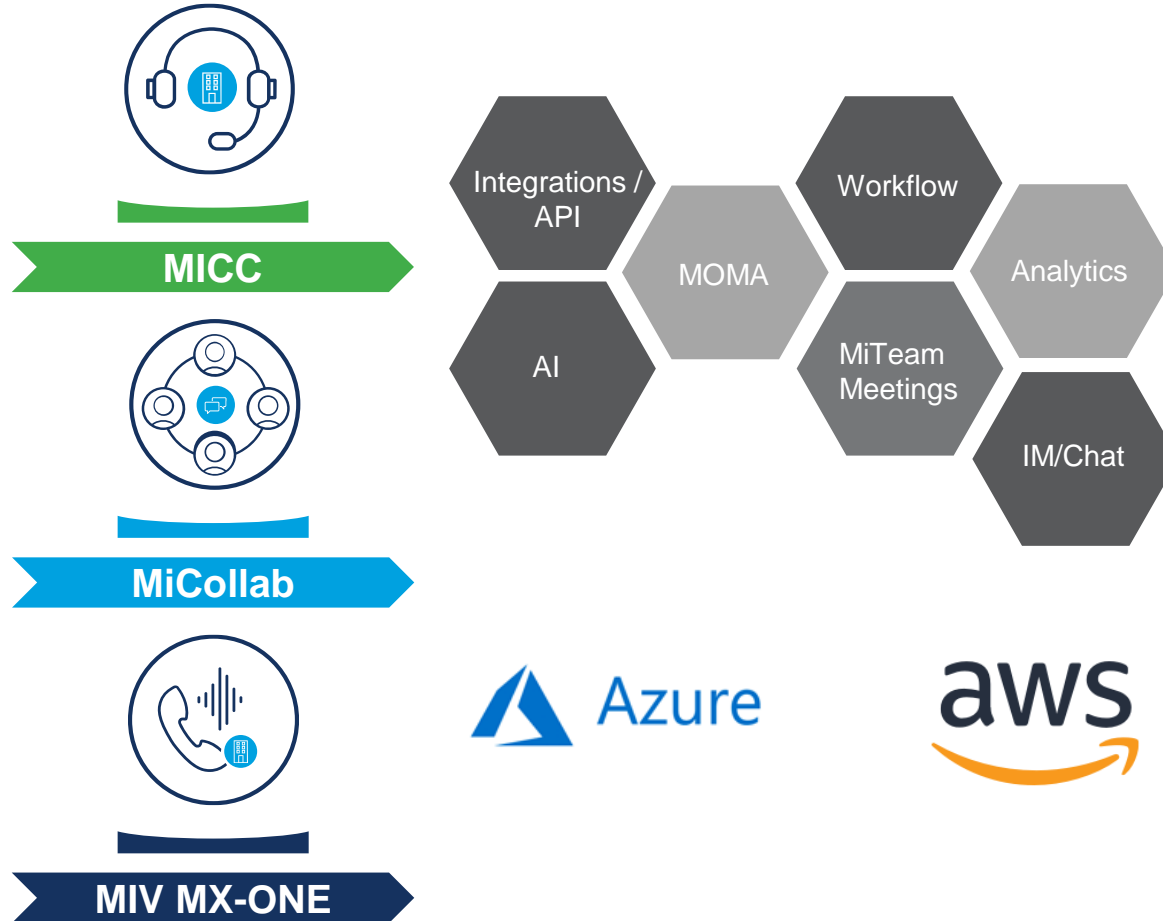 MICC
MiCollab
MIV MX-ONE
Integrations /
API
MOMA
Workflow
Analytics
AI
MiTeam
Meetings
IM/Chat
Azure
aws